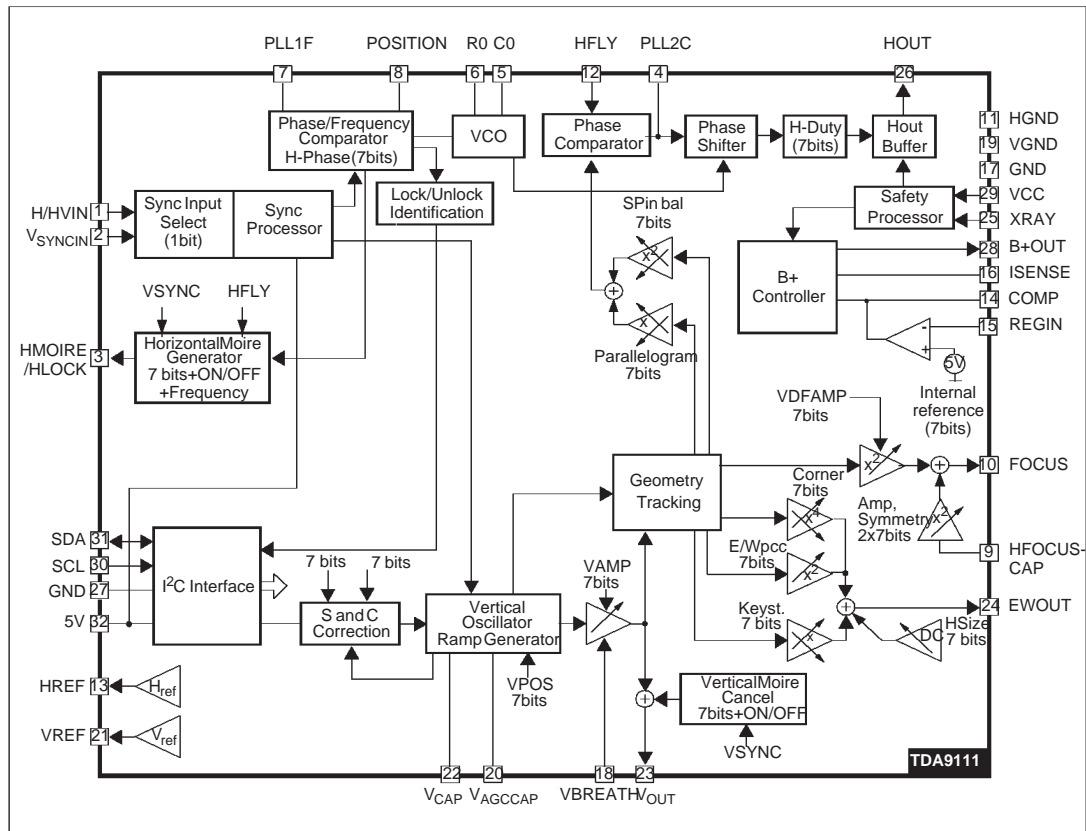 PLL1F POSITION R0 C0 HFLY PLL2C HOUT
7 8 6 5 12 4 26
Phase/Frequency
Comparator
H-Phase(7bits)
VCO
Phase
Comparator
Phase
Shifter
H-Duty
(7bits)
Hout
Buffer
11 HGND
19 VGND
17 GND
29 VCC
25 XRAY
28 B+OUT
16 ISENSE
14 COMP
15 REGIN
Lock/Unlock
Identification
Safety
Processor
H/HVIN 1
VSYNCIN 2
Sync Input
Select
(1bit)
Sync
Processor
SPin bal
7bits
x2
+
x
Parallelogram
7bits
B+
Controller
-
+
5V
Internal
reference
(7bits)
VSYNC HFLY
HMOIRE
/HLOCK
3
HorizontalMoire
Generator
7 bits+ON/OFF
+Frequency
VDFAMP
7bits
x2
+
10 FOCUS
Geometry
Tracking
Corner
7bits
x4
Amp,
Symmetry
2x7bits
x2
9 HFOCUS-
CAP
E/Wpcc
7bits
x2
SDA 31
SCL 30
GND 27
5V 32
I2C Interface
7 bits 7 bits
S and C
Correction
Vertical
Oscillator
Ramp Generator
VAMP
7bits
Keyst.
7 bits
x
+
24 EWOUT
DC
HSize
7 bits
VPOS
7bits
HREF 13
Href
VREF 21
Vref
+
VerticalMoire
Cancel
7bits+ON/OFF
VSYNC
TDA9111
22 20 18 23
VCAP VAGCCAP VBREATH VOUT